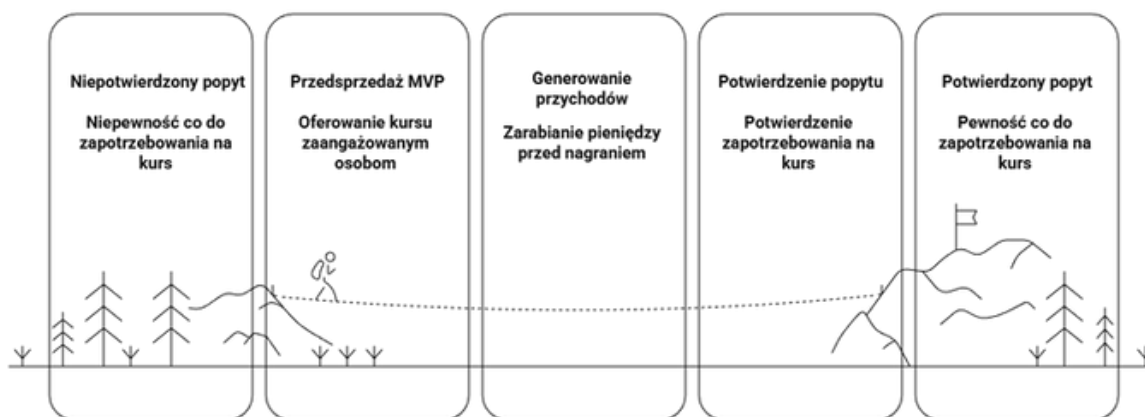 Niepotwierdzony popyt
Niepewność co do
zapotrzebowania na
kurs
Przedsprzedaż MVP
Oferowanie kursu
zaangażowanym
osobom
Generowanie
przychodów
Zarabianie pieniędzy
przed nagraniem
Potwierdzenie popytu
Potwierdzenie
zapotrzebowania na
kurs
Potwierdzony popyt
Pewność co do
zapotrzebowania na
kurs